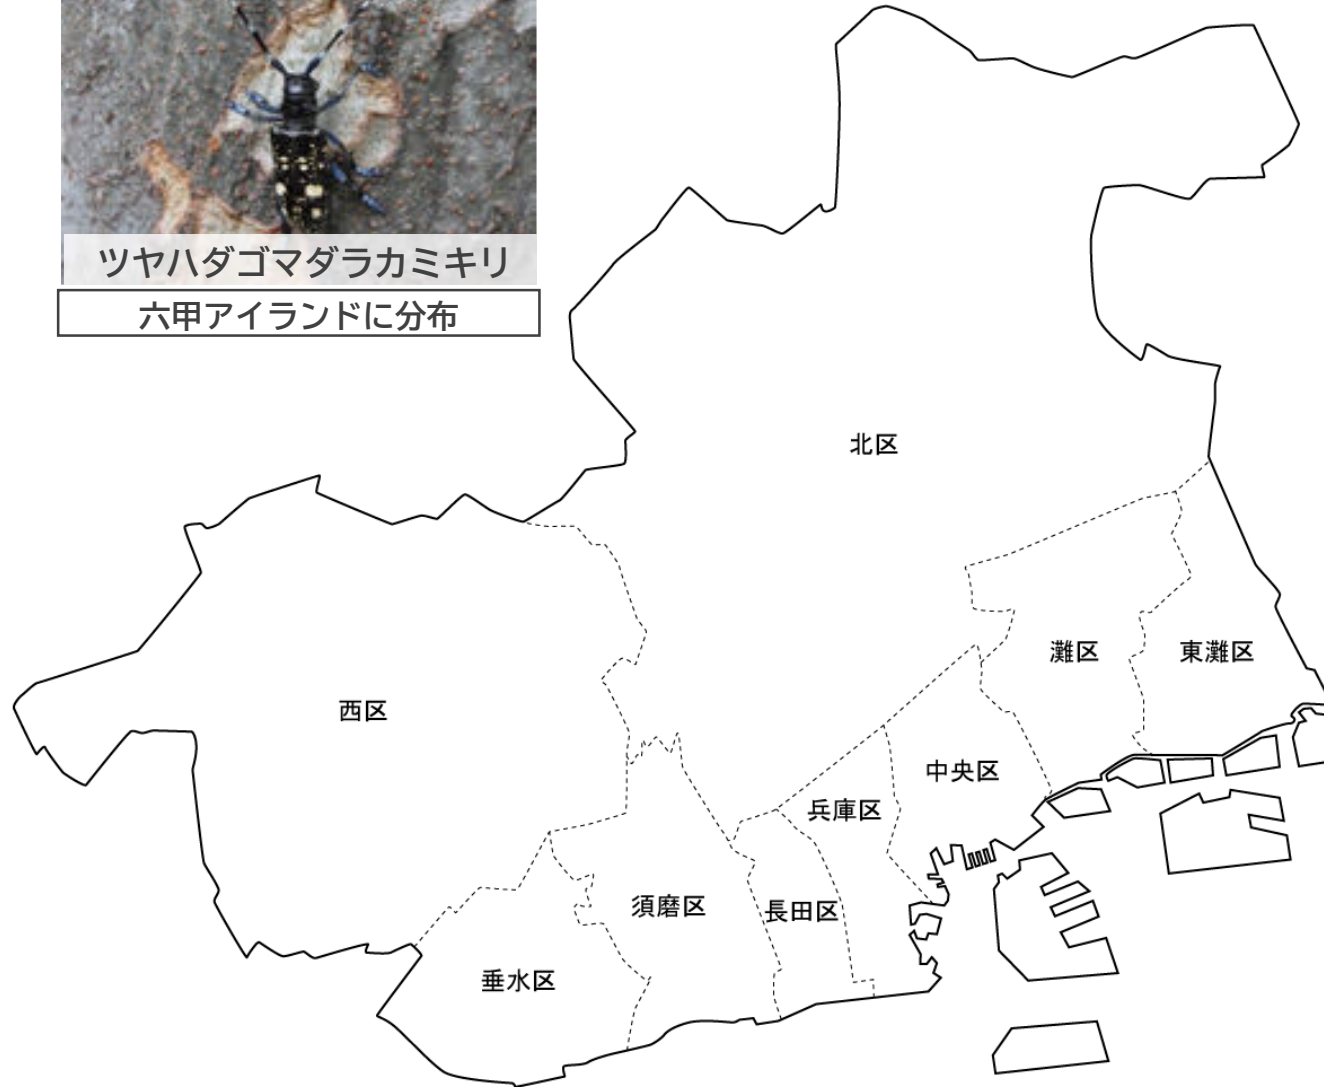 ツヤハダゴマダラカミキリ
六甲アイランドに分布
北区
灘区
東灘区
西区
中央区
兵庫区
須磨区
長田区
垂水区